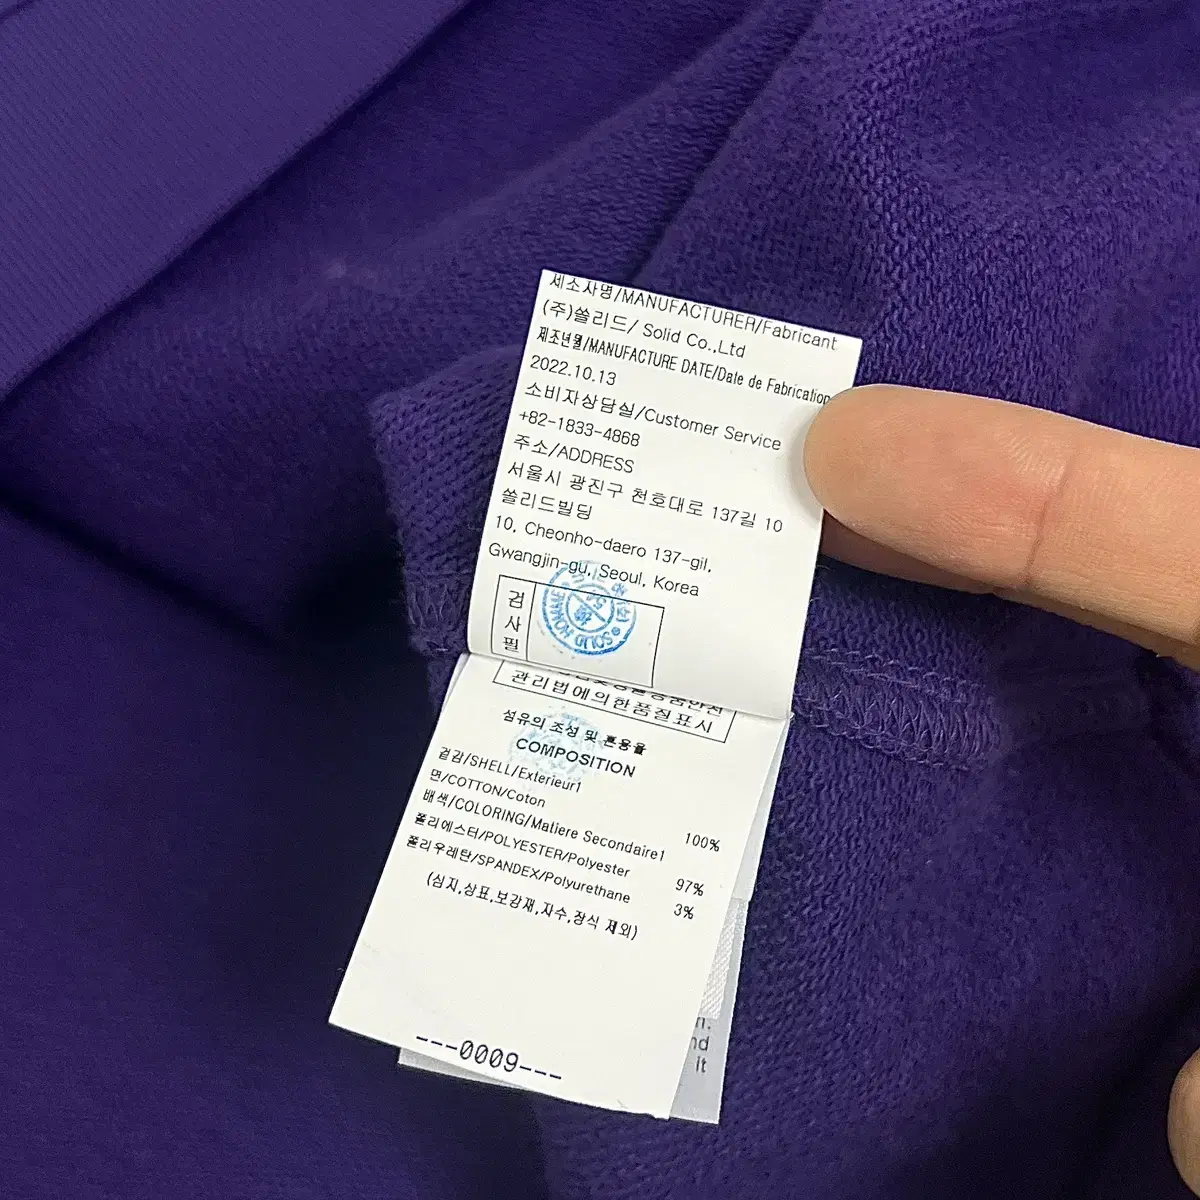 제조사명/MANUFACTURER/Fabricant
(주)쏠리드/ Solid Co.,Ltd
제조년월/MANUFACTURE DATE/Date de Fabrication
2022.10.13
소비자상담실/Customer Service
+82-1833-4868
주소/ADDRESS
서울시 광진구 천호대로 137길 10
쏠리드빌딩
10, Cheonho-daero 137-gil,
Gwangjin-gu, Seoul, Korea
검사필
SOLID HOMME
관리법에의한품질표시
섬유의 조성 및 혼용율
COMPOSITION
겉감/SHELL/Exterieur1
면/COTTON/Coton 100%
배색/COLORING/Matiere Secondaire1
폴리에스터/POLYESTER/Polyester 97%
폴리우레탄/SPANDEX/Polyurethane 3%
(심지,상표,보강재,자수,장식 제외)
---0009---
nd
it